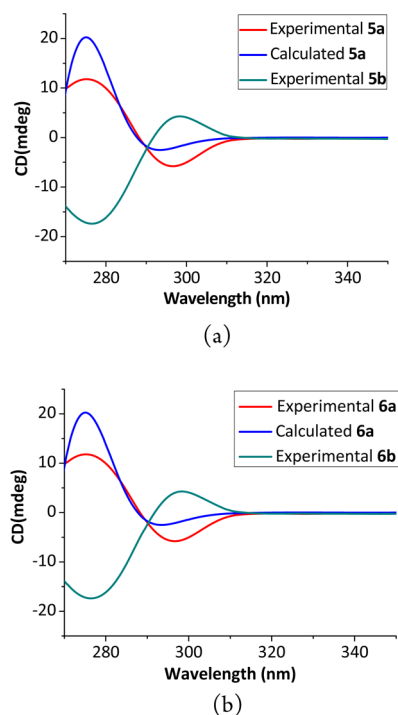 Experimental 5a
Calculated 5a
Experimental 5b
20
10
0
-10
-20
CD(mdeg)
280 300 320 340
Wavelength (nm)
(a)
Experimental 6a
Calculated 6a
Experimental 6b
20
10
0
-10
-20
CD(mdeg)
280 300 320 340
Wavelength (nm)
(b)